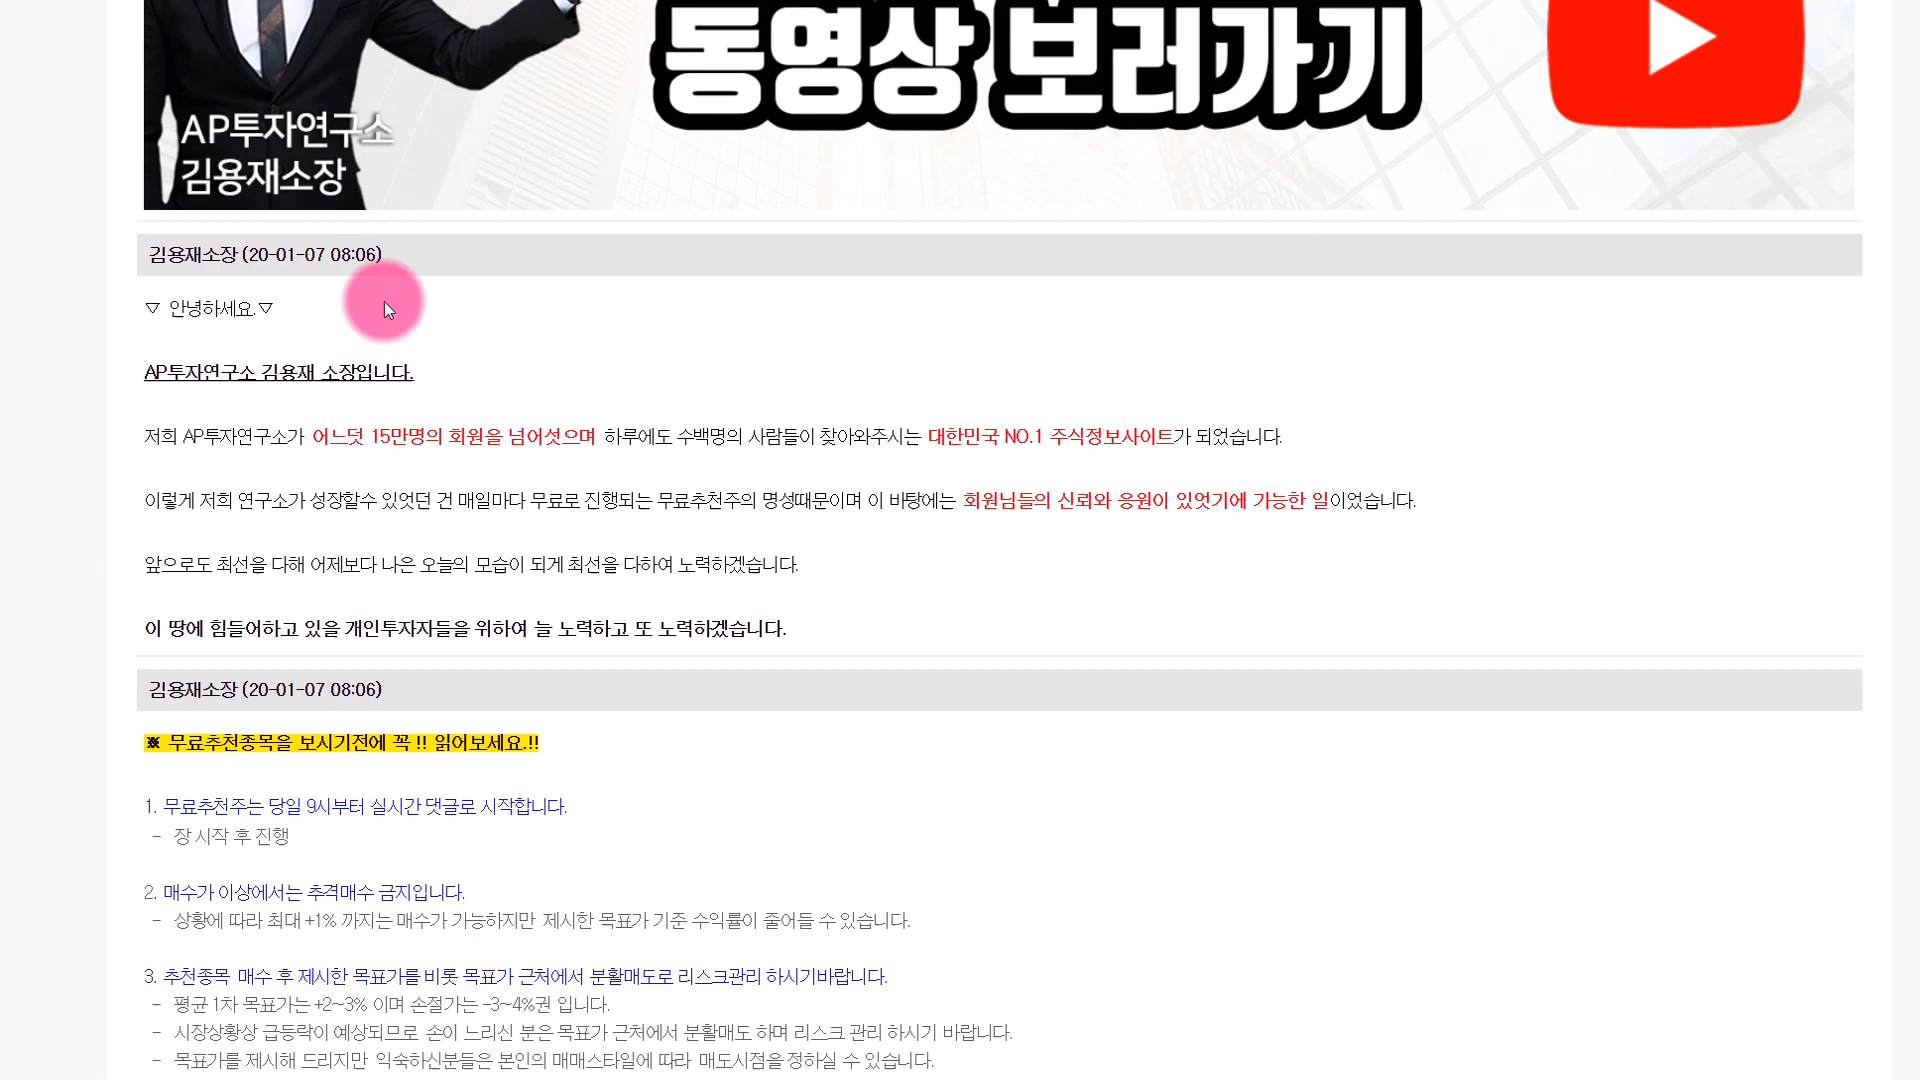 동영상 보러가기
AP투자연구소
김용재소장
김용재소장 (20-01-07 08:06)
▽ 안녕하세요.▽
AP투자연구소 김용재 소장입니다.
저희 AP투자연구소가 어느덧 15만명의 회원을 넘어섯으며 하루에도 수백명의 사람들이 찾아와주시는 대한민국 NO.1 주식정보사이트가 되었습니다.
이렇게 저희 연구소가 성장할수 있엇던 건 매일마다 무료로 진행되는 무료추천주의 명성때문이며 이 바탕에는 회원님들의 신뢰와 응원이 있엇기에 가능한 일이었습니다.
앞으로도 최선을 다해 어제보다 나은 오늘의 모습이 되게 최선을 다하여 노력하겠습니다.
이 땅에 힘들어하고 있을 개인투자자들을 위하여 늘 노력하고 또 노력하겠습니다.
김용재소장 (20-01-07 08:06)
※ 무료추천종목을 보시기전에 꼭 !! 읽어보세요.!!
1. 무료추천주는 당일 9시부터 실시간 댓글로 시작합니다.
- 장 시작 후 진행
2. 매수가 이상에서는 추격매수 금지입니다.
- 상황에 따라 최대 +1% 까지는 매수가 가능하지만 제시한 목표가 기준 수익률이 줄어들 수 있습니다.
3. 추천종목 매수 후 제시한 목표가를 비롯 목표가 근처에서 분활매도로 리스크관리 하시기바랍니다.
- 평균 1차 목표가는 +2~3% 이며 손절가는 -3~4%권 입니다.
- 시장상황상 급등락이 예상되므로 손이 느리신 분은 목표가 근처에서 분활매도 하며 리스크 관리 하시기 바랍니다.
- 목표가를 제시해 드리지만 익숙하신분들은 본인의 매매스타일에 따라 매도시점을 정하실 수 있습니다.